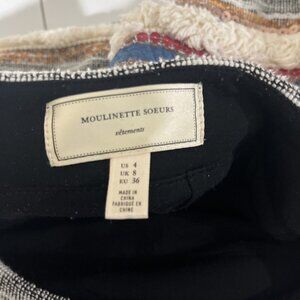 MOULINETTE SOEURS
vêtements
US 4
UK 8
EU 36
MADE IN
CHINA
FABRIQUÉ EN
CHINE